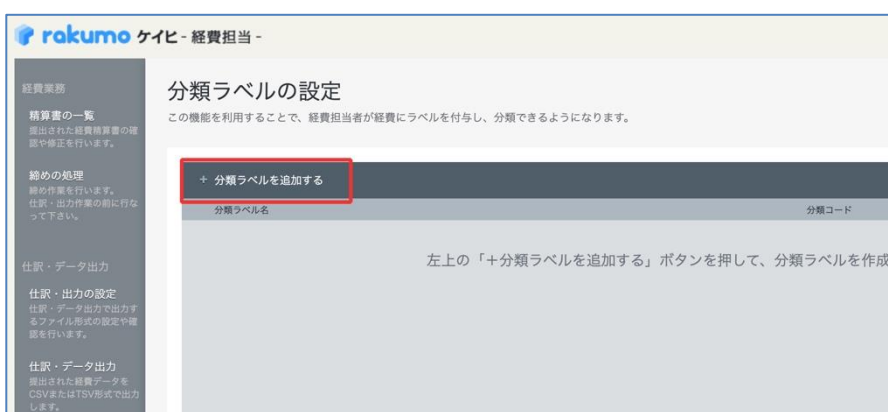 rakumo ケイヒ - 経費担当 -
経費業務
精算書の一覧
提出された経費精算書の確
認や修正を行います。
締めの処理
締め作業を行います。
仕訳・出力作業の前に行な
って下さい。
仕訳・データ出力
仕訳・出力の設定
仕訳・データ出力で出力す
るファイル形式の設定や確
認を行います。
仕訳・データ出力
提出された経費データを
CSVまたはTSV形式で出力
します。
分類ラベルの設定
この機能を利用することで、経費担当者が経費にラベルを付与し、分類できるようになります。
+ 分類ラベルを追加する
分類ラベル名 分類コード
左上の「+分類ラベルを追加する」ボタンを押して、分類ラベルを作成